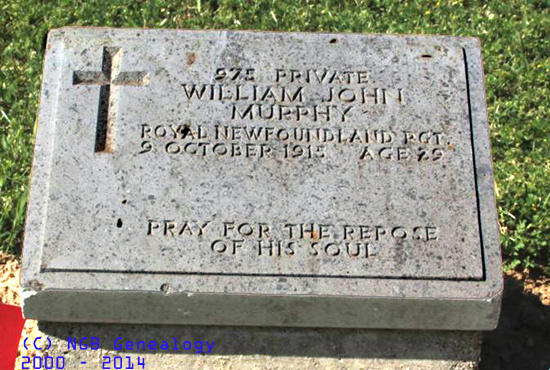 975 PRIVATE
WILLIAM JOHN
MURPHY
ROYAL NEWFOUNDLAND RGT.
9 OCTOBER 1915 AGE 29
PRAY FOR THE REPOSE
OF HIS SOUL
(C) NGB Genealogy
2000 - 2014